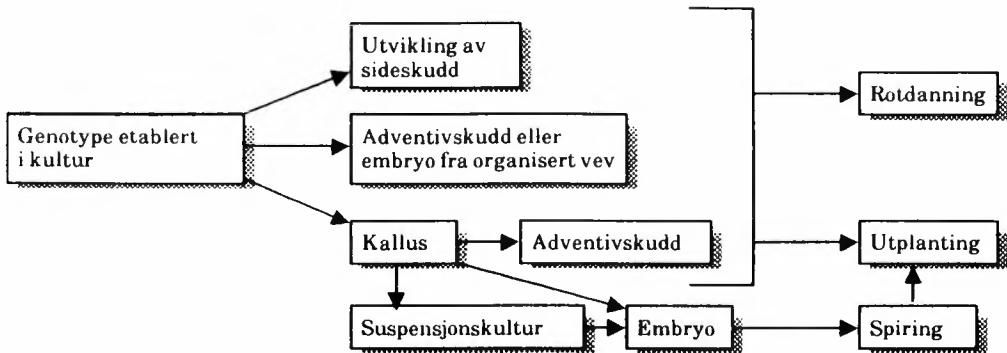 Utvikling av
sideskudd
Rotdanning
Genotype etablert
i kultur
Adventivskudd eller
embryo fra organisert vev
Kallus
Adventivskudd
Utplanting
Suspensjonskultur
Embryo
Spiring